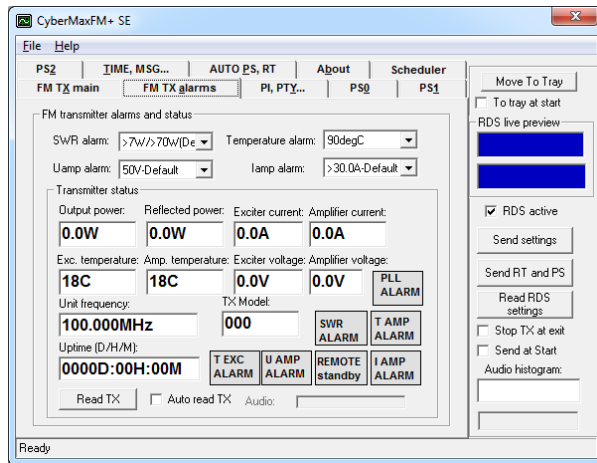 CyberMaxFM+ SE
File Help
PS2 TIME, MSG... AUTO PS, RT About Scheduler
FM TX main FM TX alarms PI, PTY... PS0 PS1
Move To Tray
To tray at start
FM transmitter alarms and status
RDS live preview
SWR alarm: >7W/>70W(De Temperature alarm: 90degC
Uamp alarm: 50V-Default Iamp alarm: >30.0A-Default
Transmitter status
Output power: Reflected power: Exciter current: Amplifier current:
0.0W 0.0W 0.0A 0.0A
RDS active
Send settings
Exc. temperature: Amp. temperature: Exciter voltage: Amplifier voltage:
18C 18C 0.0V 0.0V
PLL ALARM
Send RT and PS
Unit frequency: TX Model:
100.000MHz 000
SWR ALARM T AMP ALARM
Read RDS settings
Stop TX at exit
Uptime (D/H/M):
0000D:00H:00M
T EXC ALARM U AMP ALARM REMOTE standby I AMP ALARM
Send at Start
Audio histogram:
Read TX Auto read TX Audio:
Ready